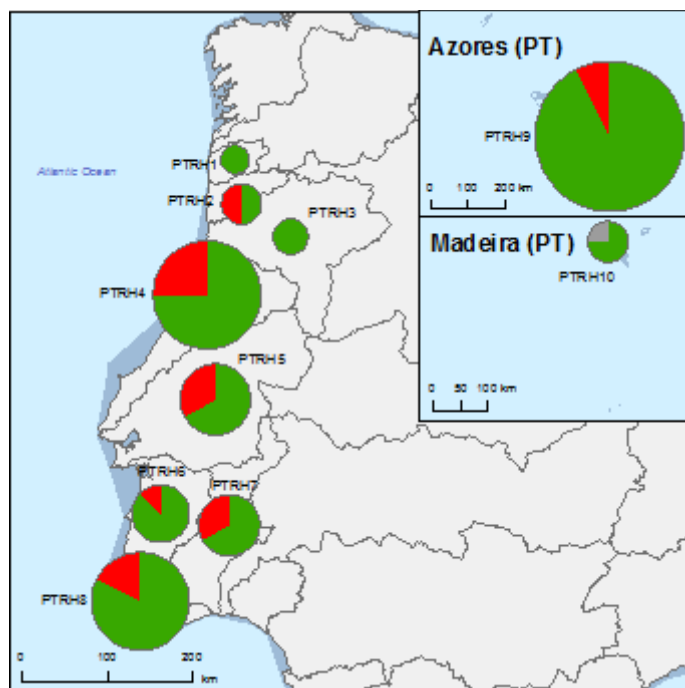 Azores (PT)
PTRH9
0 100 200 km
Madeira (PT)
PTRH10
0 50 100 km
Atlantic Ocean
PTRH1
PTRH2
PTRH3
PTRH4
PTRH5
PTRH6
PTRH7
PTRH8
0 100 200
km